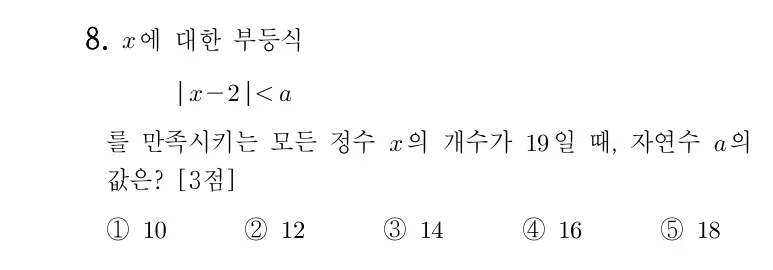 8. x에 대한 부등식
|x-2|<a
를 만족시키는 모든 정수 x의 개수가 19일 때, 자연수 a의
값은? [3점]
① 10 ② 12 ③ 14 ④ 16 ⑤ 18